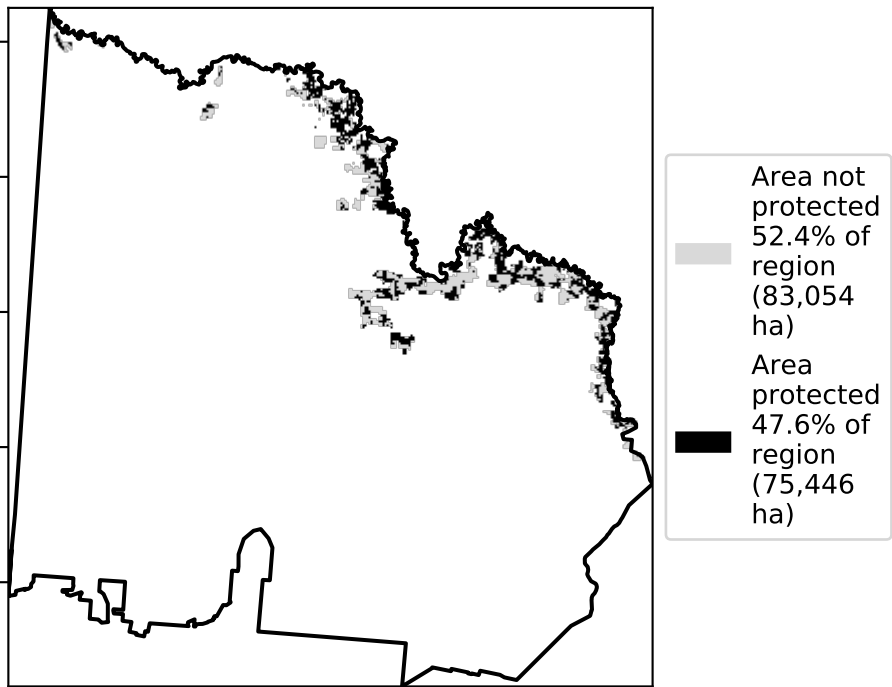 Area not
protected
52.4% of
region
(83,054
ha)
Area
protected
47.6% of
region
(75,446
ha)